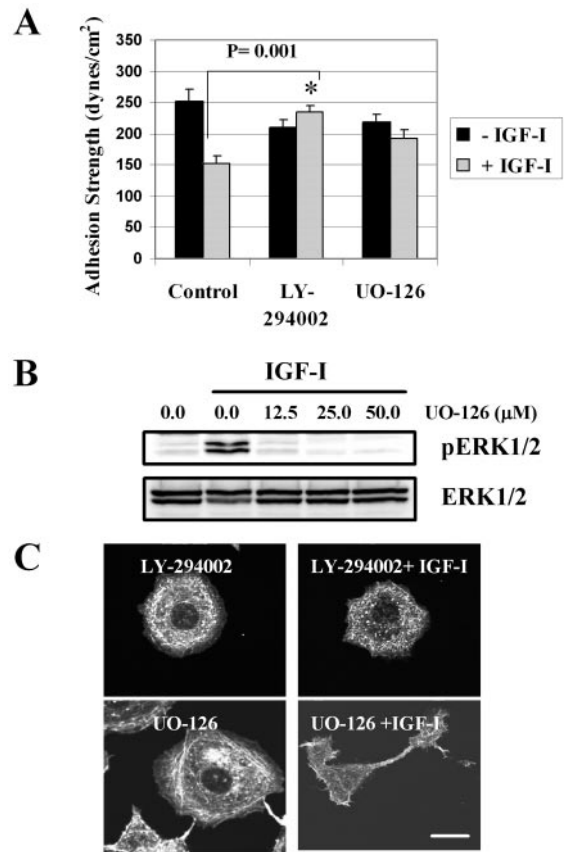 A
Adhesion Strength (dynes/cm²)
350
300
250
200
150
100
50
0
P= 0.001
*
Control
LY-
294002
UO-126
- IGF-I
+ IGF-I
B
IGF-I
0.0 0.0 12.5 25.0 50.0 UO-126 (µM)
pERK1/2
ERK1/2
C
LY-294002
LY-294002+ IGF-I
UO-126
UO-126 +IGF-I